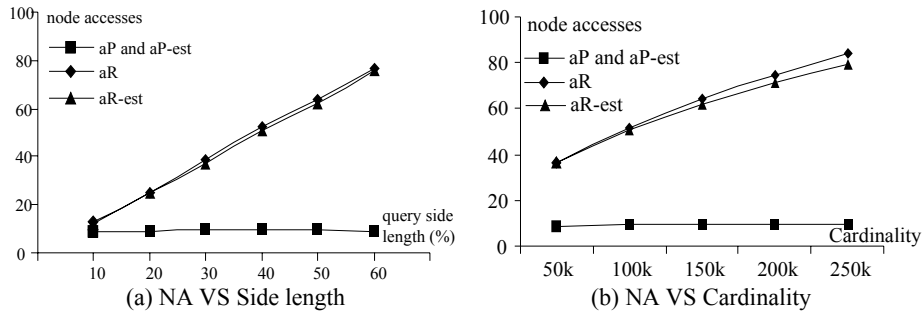 100
80
60
40
20
0
node accesses
aP and aP-est
aR
aR-est
query side
length (%)
10 20 30 40 50 60
(a) NA VS Side length
100
80
60
40
20
0
node accesses
aP and aP-est
aR
aR-est
Cardinality
50k 100k 150k 200k 250k
(b) NA VS Cardinality